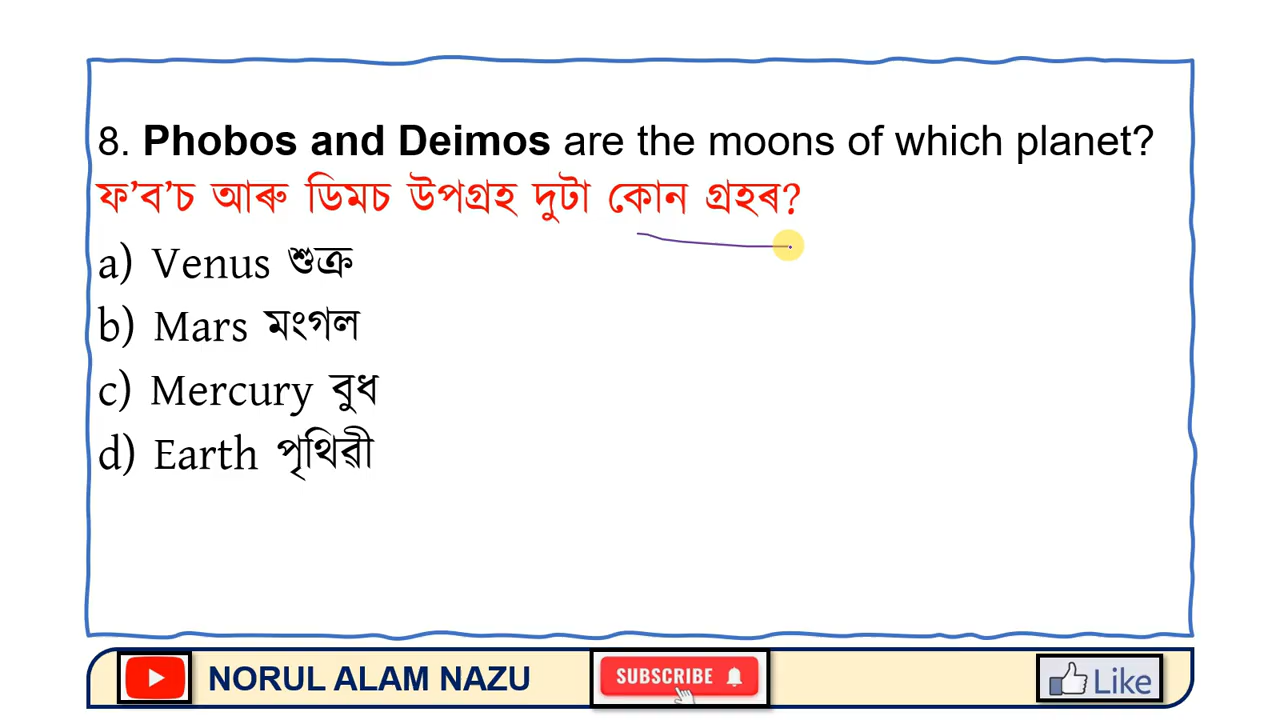 8. Phobos and Deimos are the moons of which planet?
ফ’ব’চ আৰু ডিমচ উপগ্ৰহ দুটা কোন গ্ৰহৰ?
a) Venus শুক্ৰ
b) Mars মংগল
c) Mercury বুধ
d) Earth পৃথিৱী
NORUL ALAM NAZU
SUBSCRIBE
Like